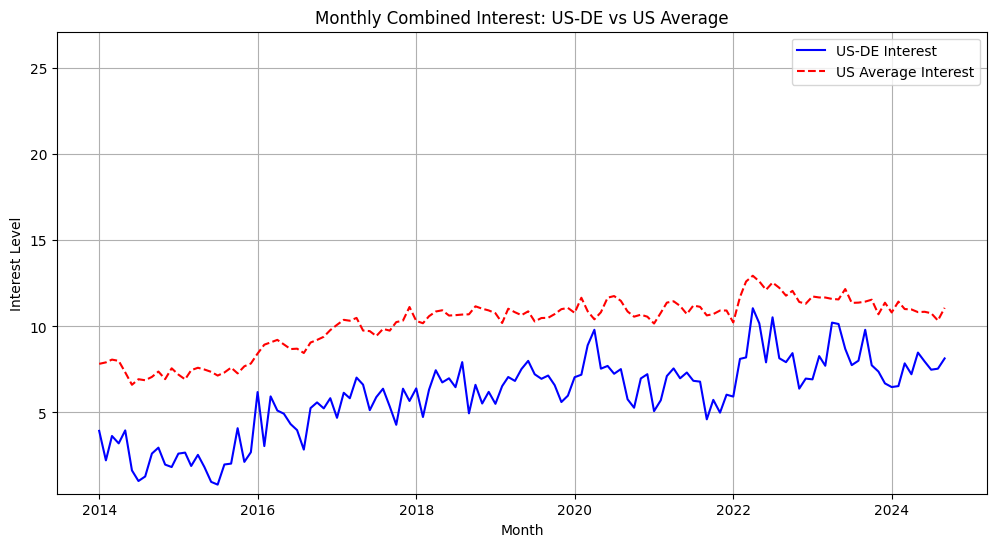 Monthly Combined Interest: US-DE vs US Average
US-DE Interest
US Average Interest
Interest Level
25
20
15
10
5
2014
2016
2018
2020
2022
2024
Month